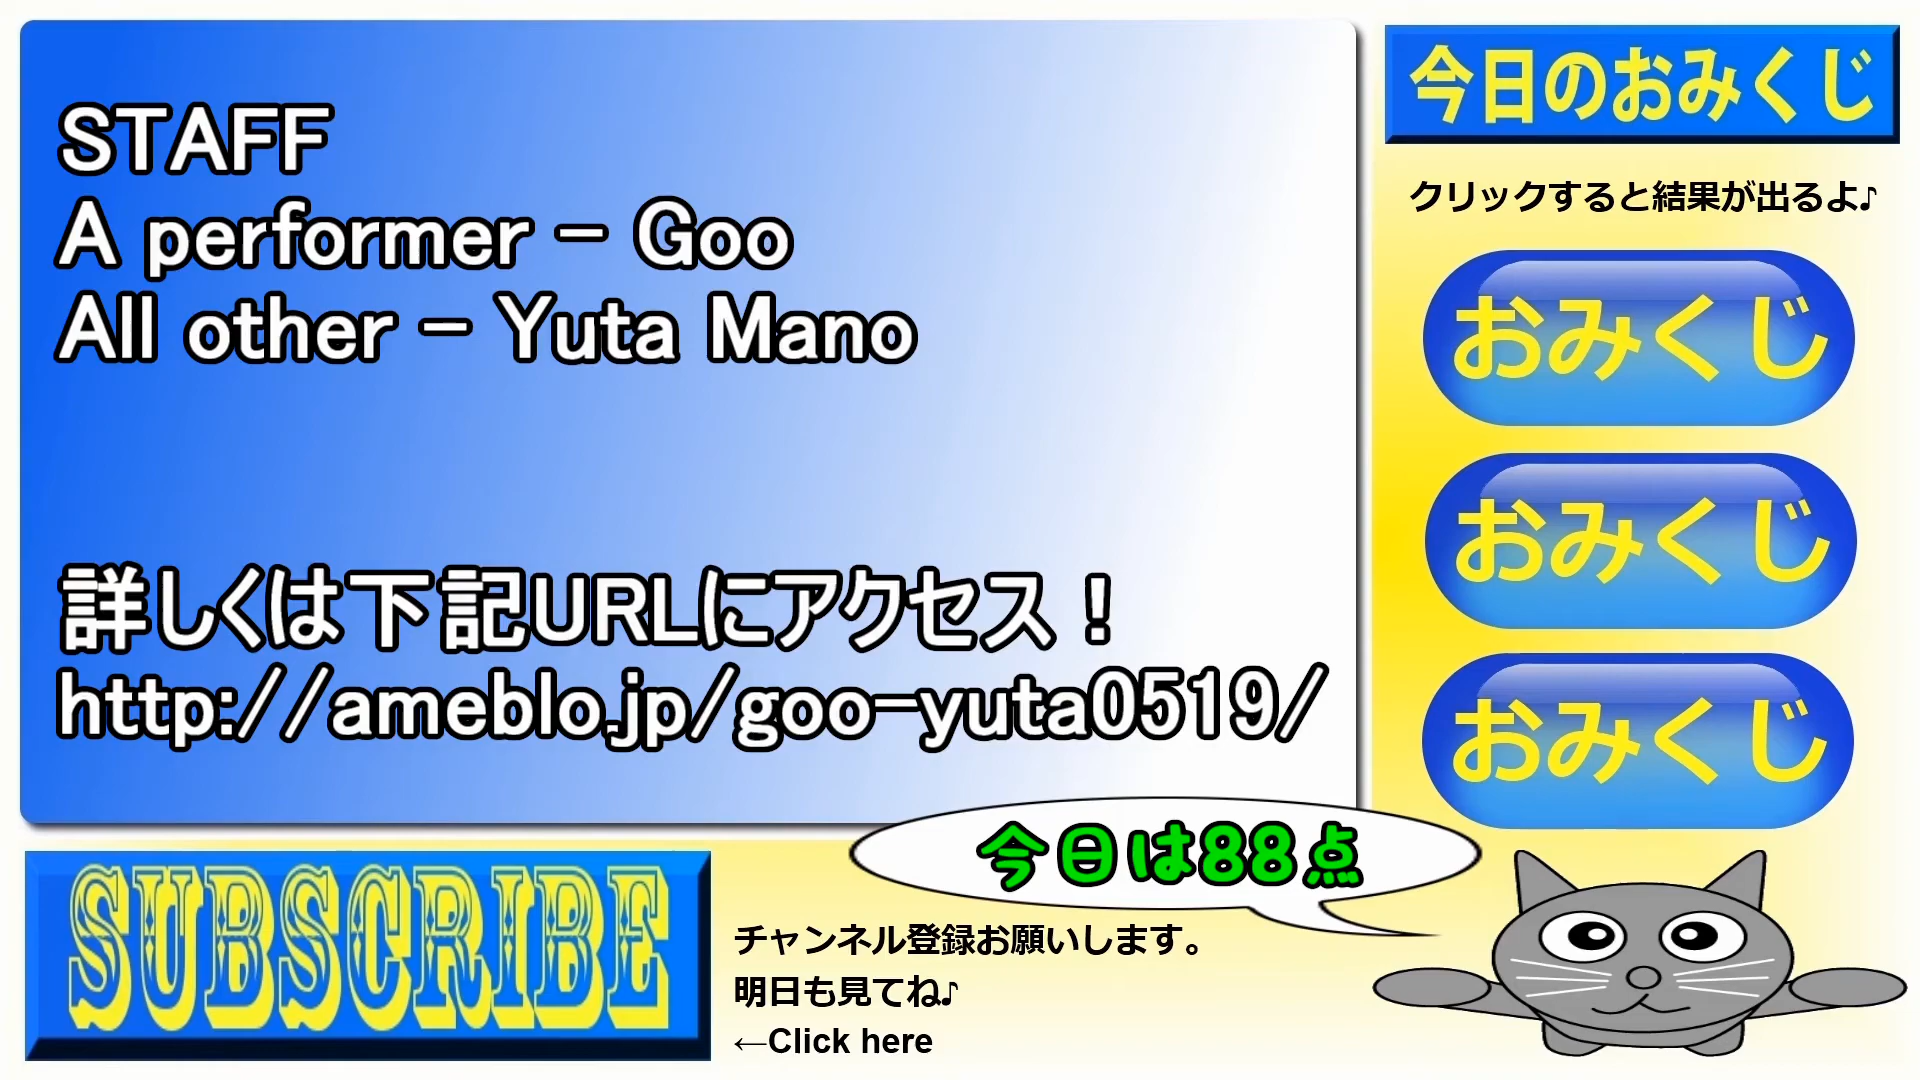 STAFF
A performer - Goo
All other - Yuta Mano
詳しくは下記URLにアクセス！
http://ameblo.jp/goo-yuta0519/
今日のおみくじ
クリックすると結果が出るよ♪
おみくじ
おみくじ
おみくじ
今日は88点
SUBSCRIBE
チャンネル登録お願いします。
明日も見てね♪
←Click here